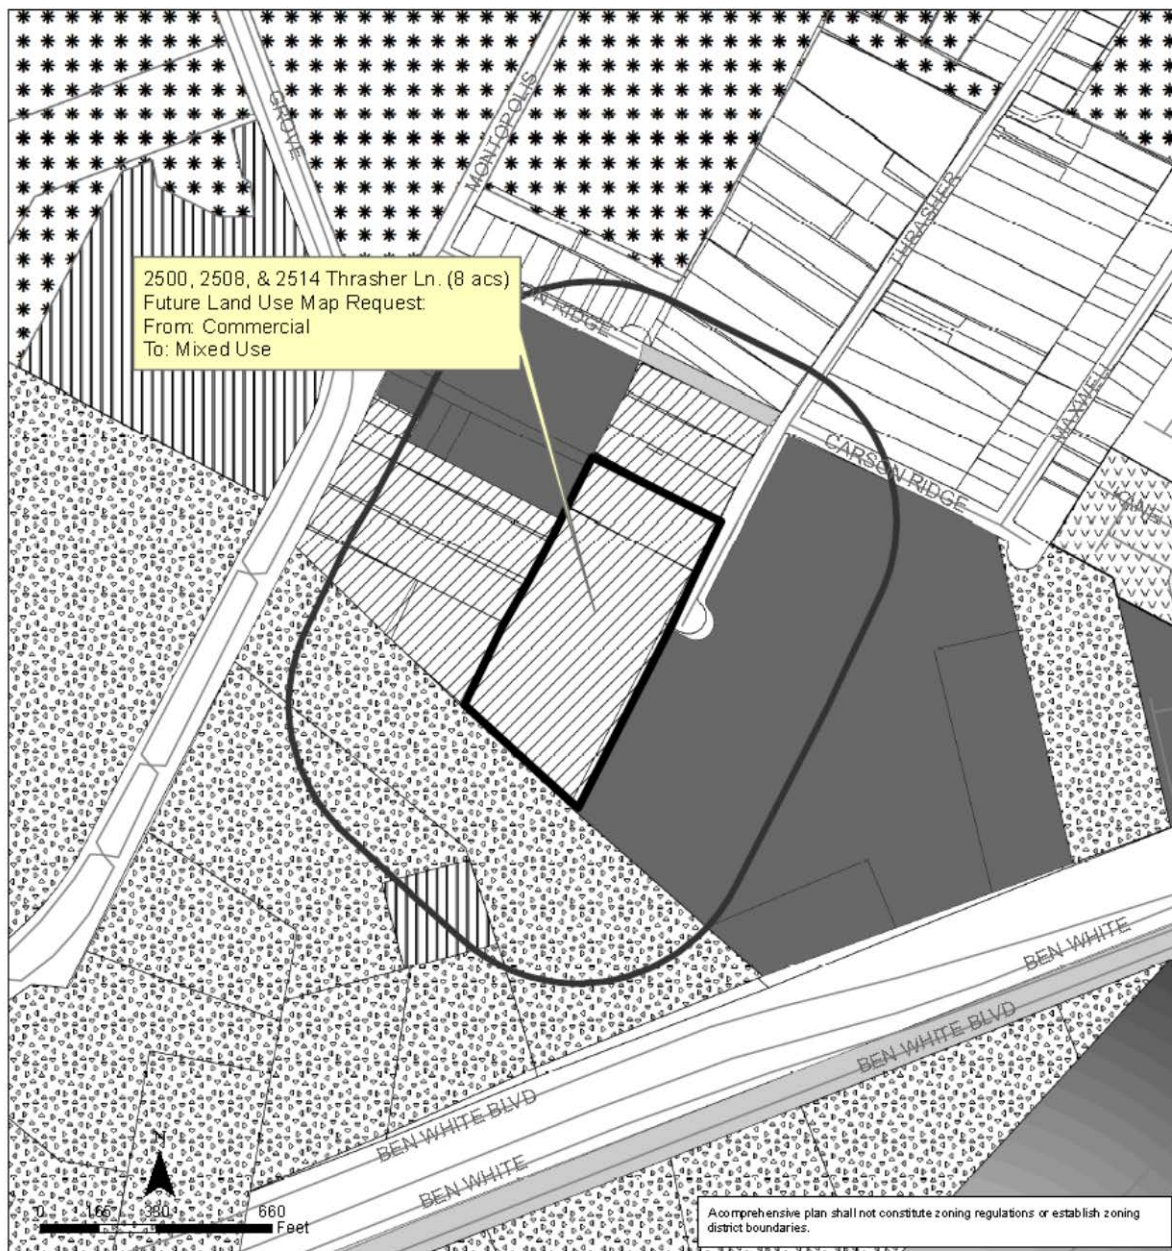 GROVE
MONTOPOLIS
THRASHER
2500, 2508, & 2514 Thrasher Ln. (8 acs)
Future Land Use Map Request:
From: Commercial
To: Mixed Use
RIDGE
MAXWELL
CARSON RIDGE
BEN WHITE
BEN WHITE BLVD
BEN WHITE BLVD
BEN WHITE
N
0 165 330 660
Feet
Acomprehensive plan shall not constitute zoning regulations or establish zoning
district boundaries.